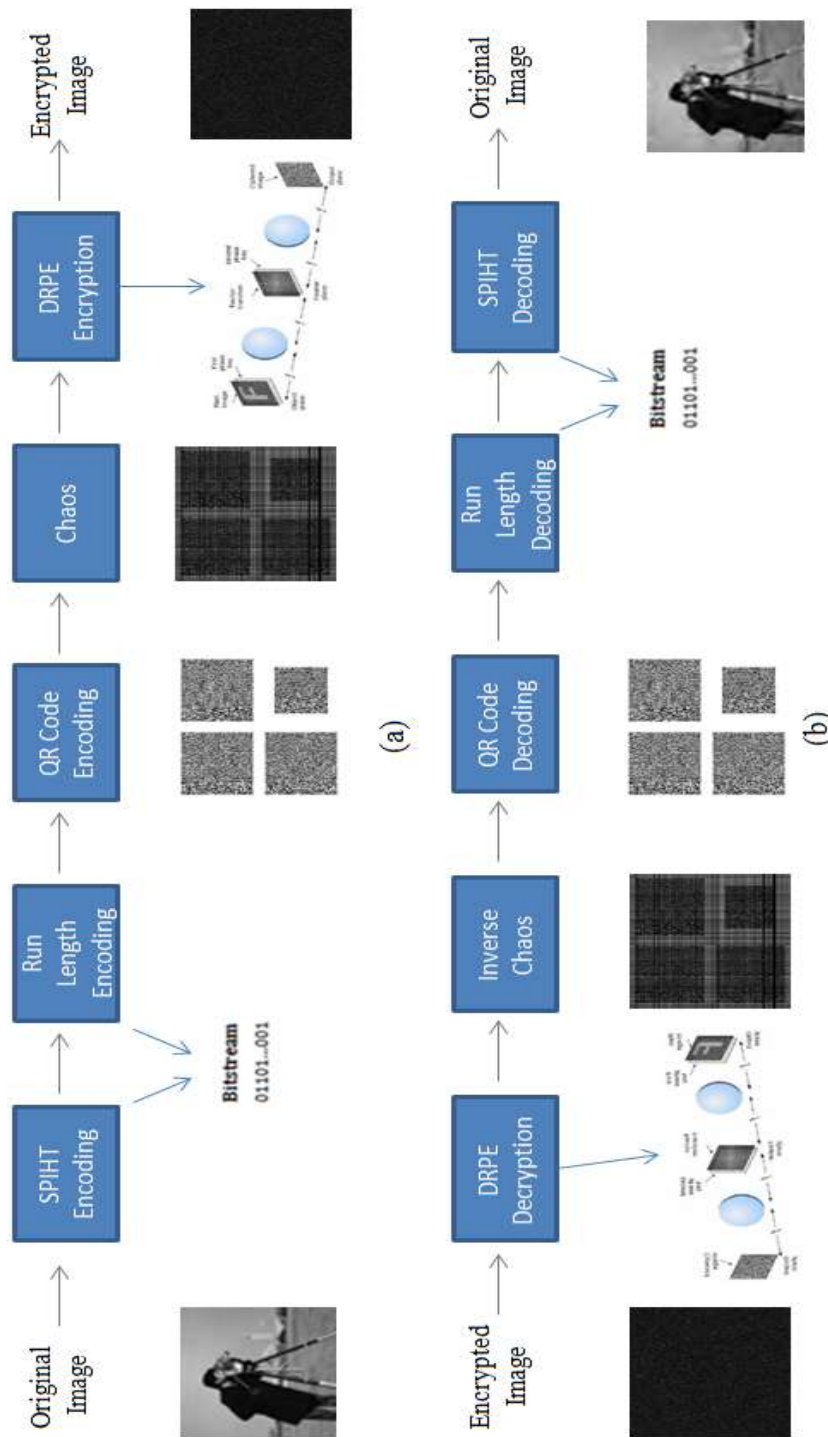 Original
Image
SPIHT
Encoding
Run
Length
Encoding
QR Code
Encoding
Chaos
DRPE
Encryption
Encrypted
Image
Bitstream
01101...001
F
(a)
Encrypted
Image
DRPE
Decryption
Inverse
Chaos
QR Code
Decoding
Run
Length
Decoding
SPIHT
Decoding
Original
Image
Bitstream
01101...001
(b)